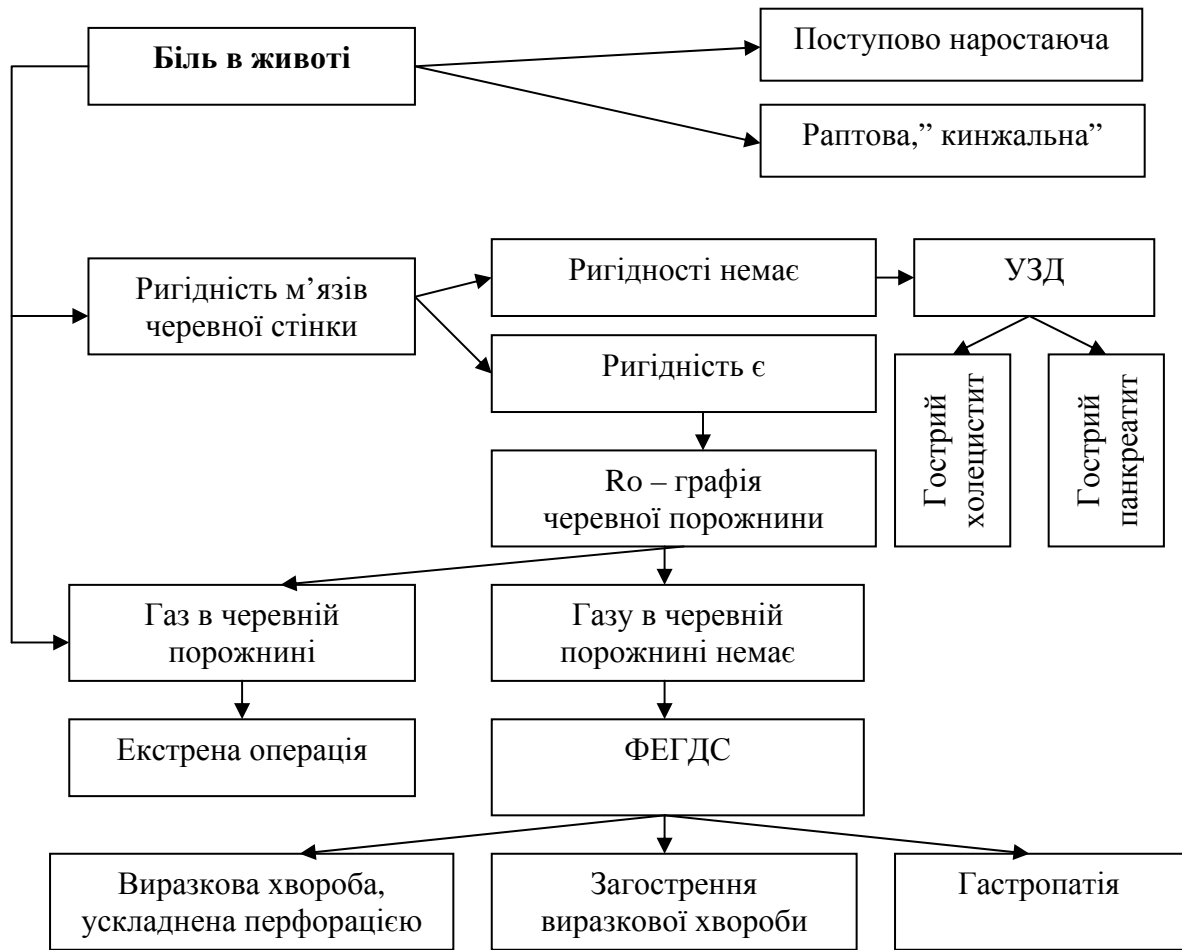 Біль в животі
Поступово наростаюча
Раптова,” кинжальна”
Ригідність м’язів
черевної стінки
Ригідності немає
УЗД
Ригідність є
Гострий
холецистит
Гострий
панкреатит
Ro – графія
черевної порожнини
Газ в черевній
порожнині
Газу в черевній
порожнині немає
Екстрена операція
ФЕГДС
Виразкова хвороба,
ускладнена перфорацією
Загострення
виразкової хвороби
Гастропатія